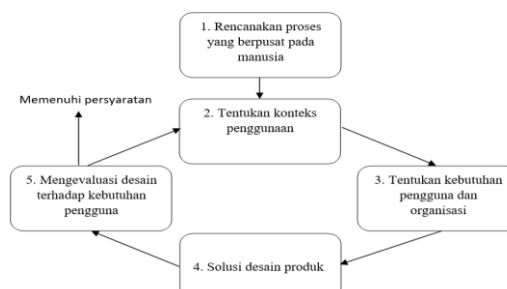 1. Rencanakan proses
yang berpusat pada
manusia
Memenuhi persyaratan
2. Tentukan konteks
penggunaan
5. Mengevaluasi desain
terhadap kebutuhan
pengguna
3. Tentukan kebutuhan
pengguna dan
organisasi
4. Solusi desain produk